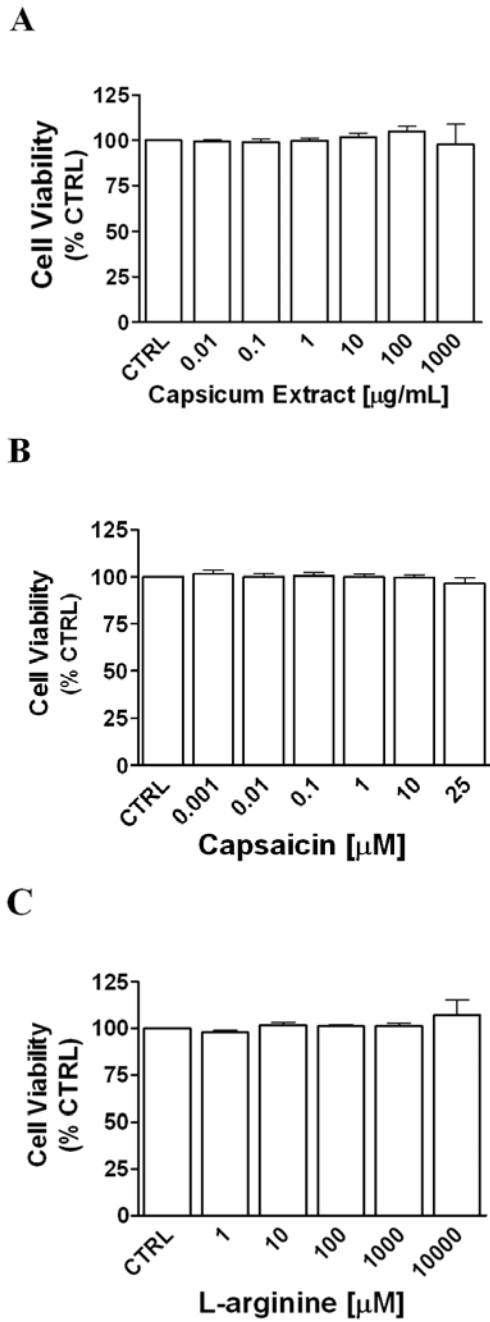 A
125
100
75
50
25
0
Cell Viability
(% CTRL)
CTRL 0.01 0.1 1 10 100 1000
Capsicum Extract [µg/mL]
B
125
100
75
50
25
0
Cell Viability
(% CTRL)
CTRL 0.001 0.01 0.1 1 10 25
Capsaicin [µM]
C
125
100
75
50
25
0
Cell Viability
(% CTRL)
CTRL 1 10 100 1000 10000
L-arginine [µM]